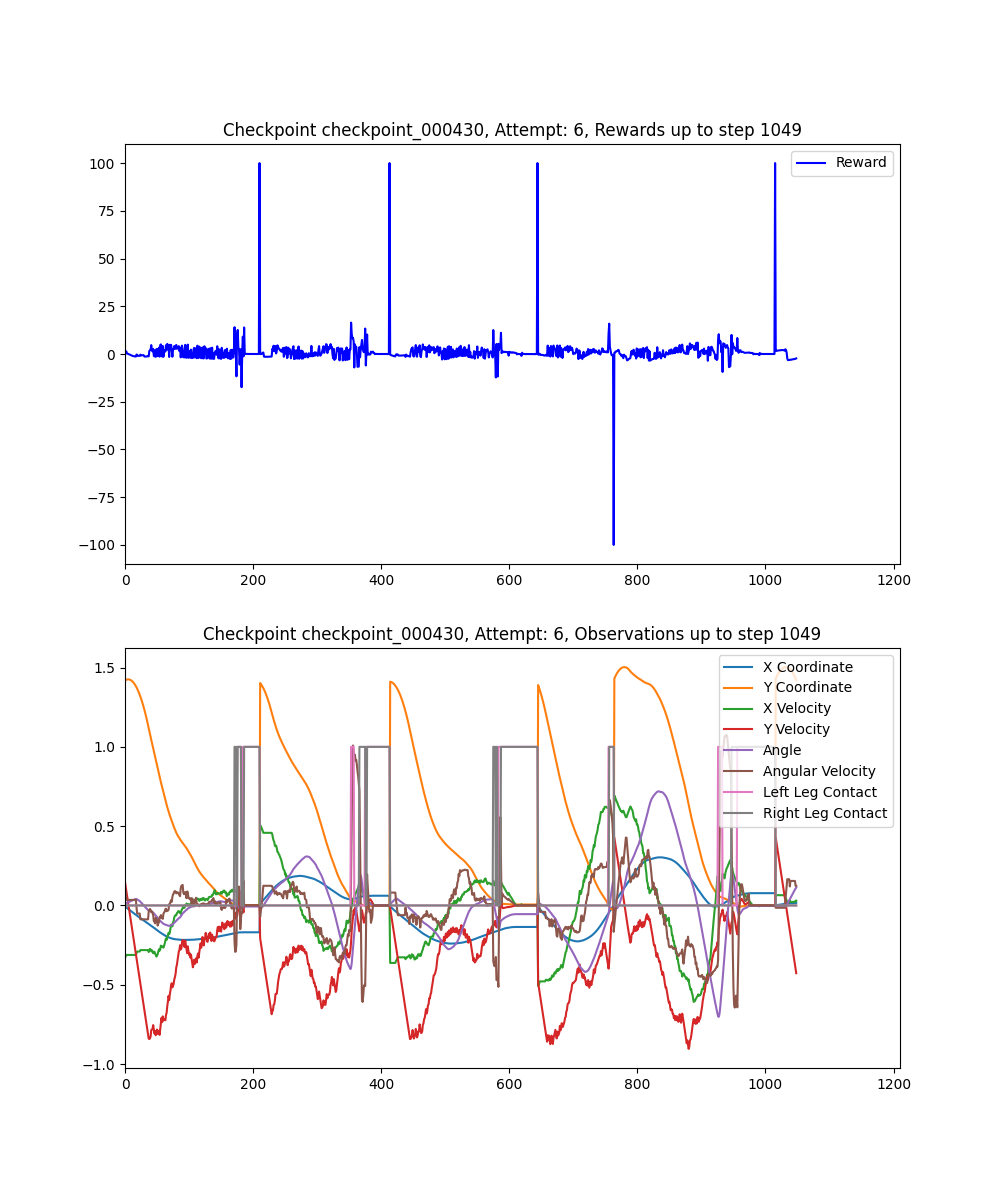 Checkpoint checkpoint_000430, Attempt: 6, Rewards up to step 1049
100
75
50
25
0
−25
−50
−75
−100
Reward
0 200 400 600 800 1000 1200
Checkpoint checkpoint_000430, Attempt: 6, Observations up to step 1049
1.5
1.0
0.5
0.0
−0.5
−1.0
X Coordinate
Y Coordinate
X Velocity
Y Velocity
Angle
Angular Velocity
Left Leg Contact
Right Leg Contact
0 200 400 600 800 1000 1200